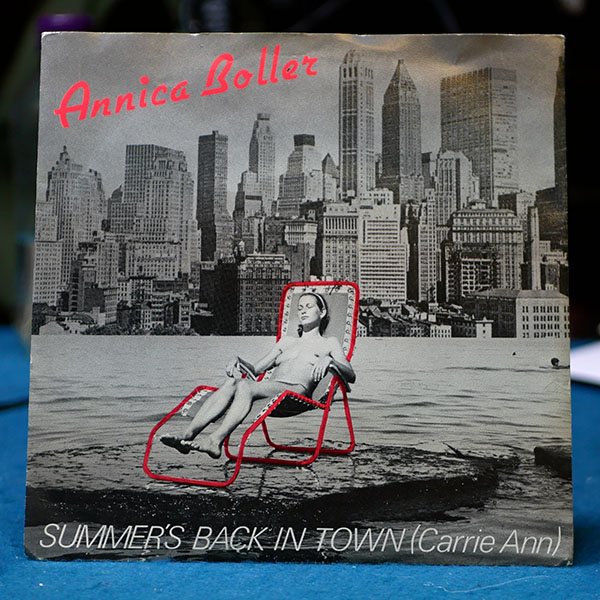 Annica Boller
SUMMER'S BACK IN TOWN (Carrie Ann)